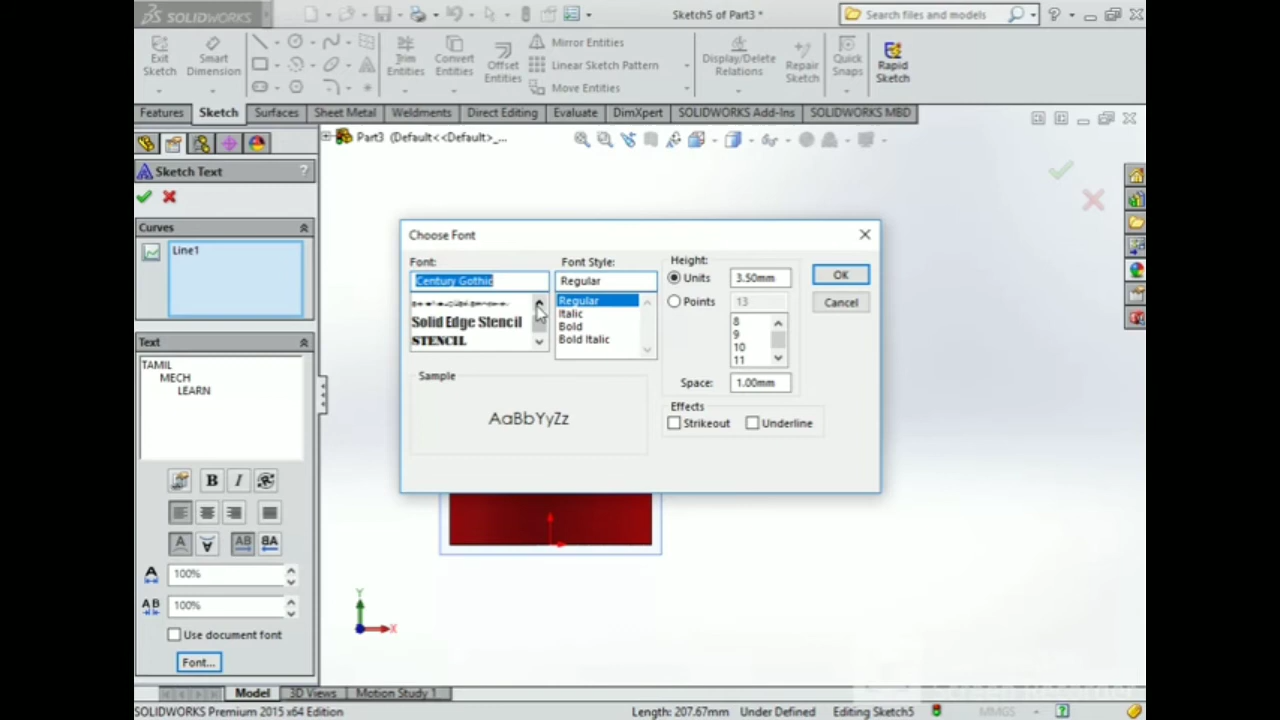 SOLIDWORKS
Sketch5 of Part3 *
Search files and models
Exit Sketch
Smart Dimension
Trim Entities
Convert Entities
Offset Entities
Mirror Entities
Linear Sketch Pattern
Move Entities
Display/Delete Relations
Repair Sketch
Quick Snaps
Rapid Sketch
Features Sketch Surfaces Sheet Metal Weldments Direct Editing Evaluate DimXpert SOLIDWORKS Add-Ins SOLIDWORKS MBD
Part3 (Default<<Default>_...
Sketch Text ?
Curves
Line1
Text
TAMIL
MECH
LEARN
B I
A A AB BA
A 100%
AB 100%
Use document font
Font...
Choose Font
Font:
Century Gothic
Solid Edge Stencil
STENCIL
Font Style:
Regular
Regular
Italic
Bold
Bold Italic
Height:
Units 3.50mm
Points 13
8
9
10
11
Space: 1.00mm
OK
Cancel
Sample
AaBbYyZz
Effects
Strikeout Underline
Y
X
Model 3D Views Motion Study 1
SOLIDWORKS Premium 2015 x64 Edition
Length: 207.67mm Under Defined Editing Sketch5 MMGS